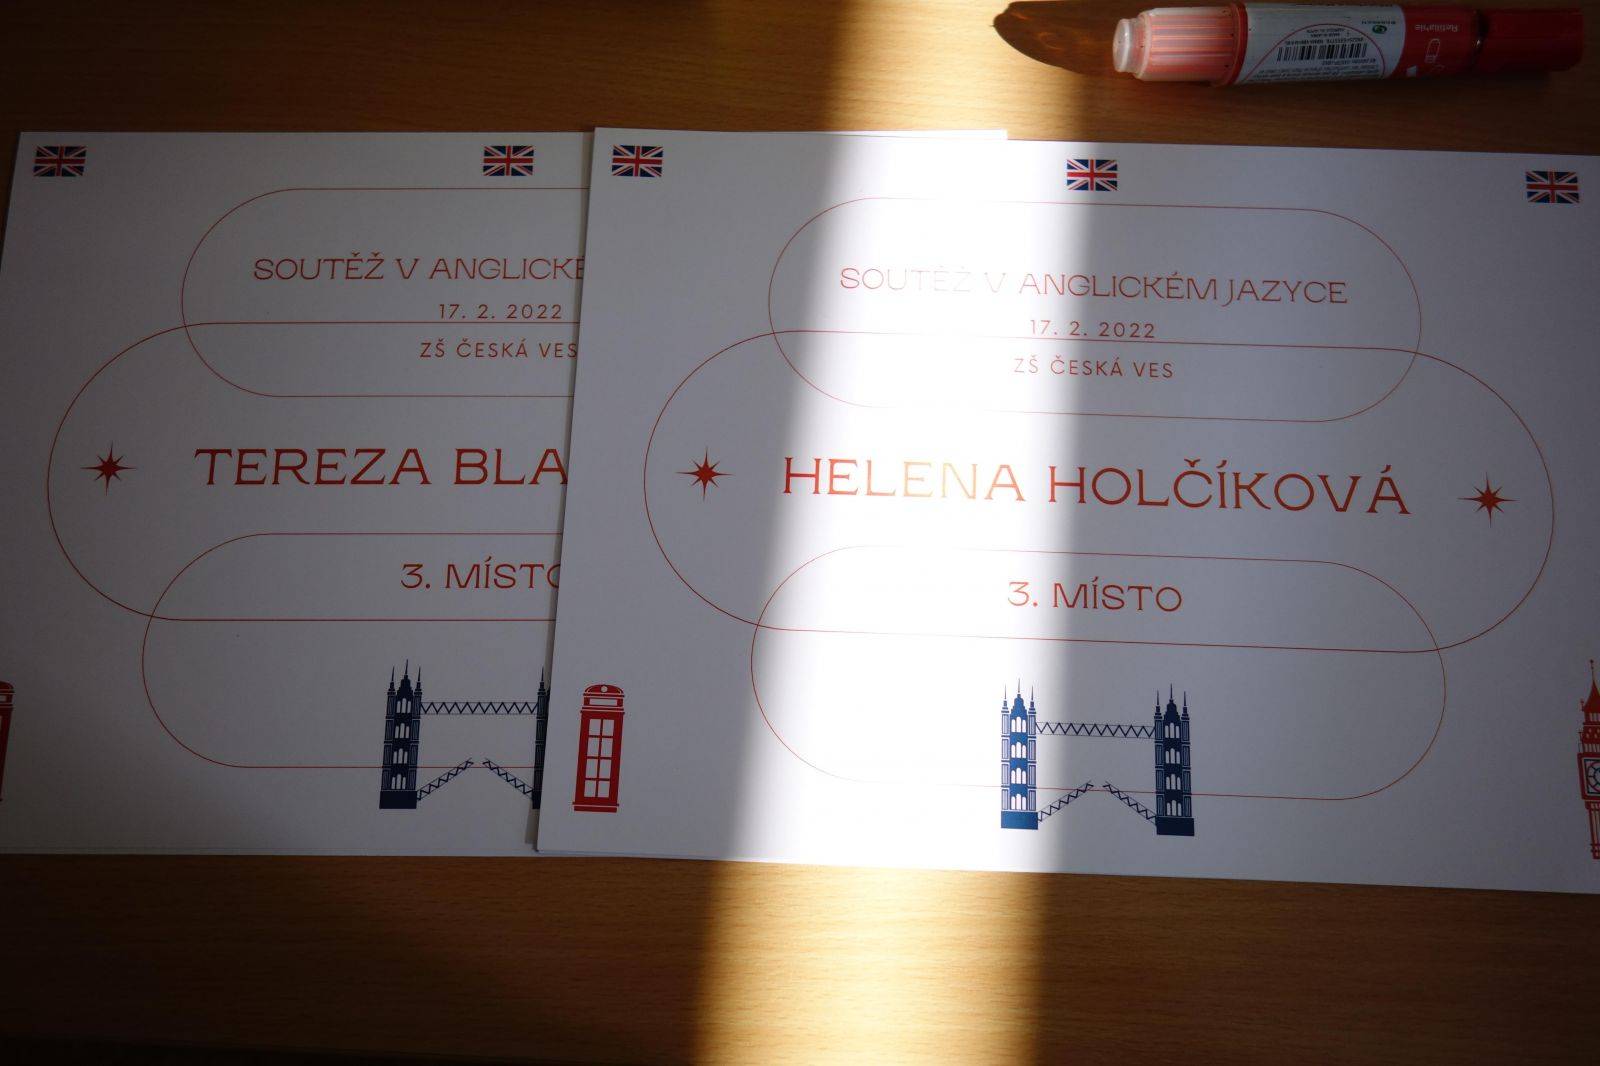 SOUTĚŽ V ANGLICKÉ
17. 2. 2022
ZŠ ČESKÁ VES
TEREZA BLA
3. MÍSTO
SOUTĚŽ V ANGLICKÉM JAZYCE
17. 2. 2022
ZŠ ČESKÁ VES
HELENA HOLČÍKOVÁ
3. MÍSTO
Refillable